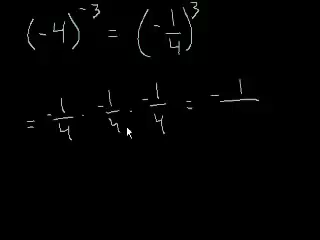 (-4)^-3 = (-1/4)^3
= -1/4 · -1/4 · -1/4 = -1/